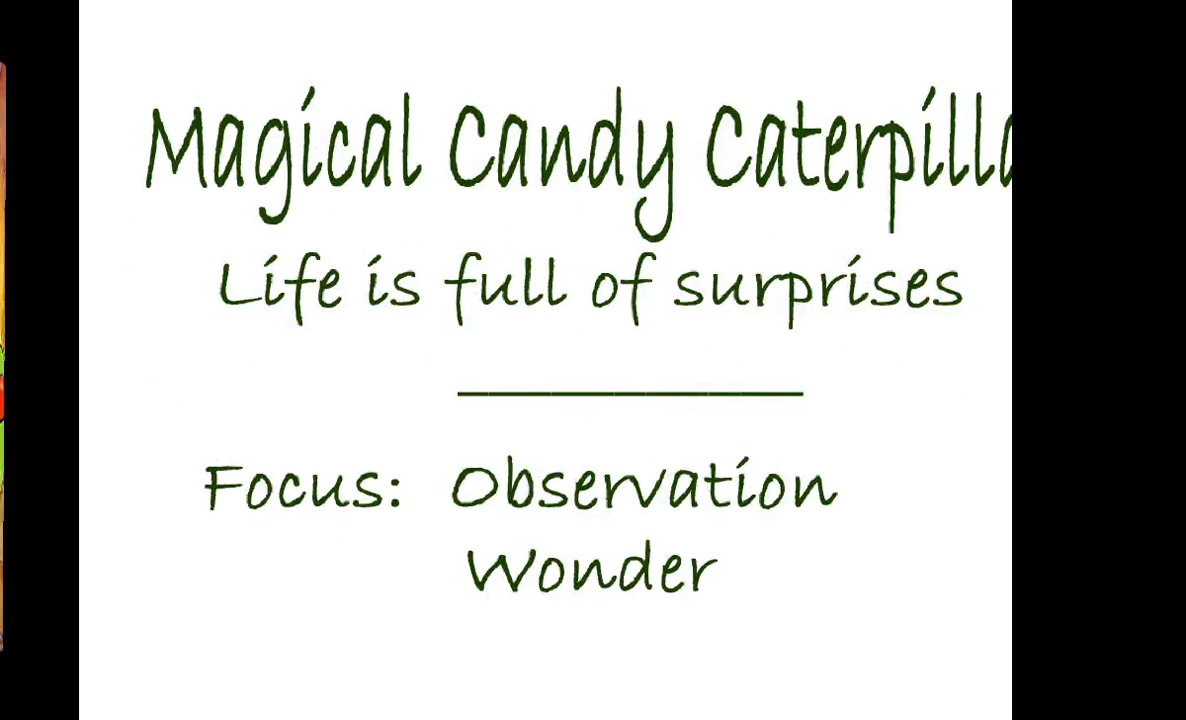 Magical Candy Caterpilla
Life is full of surprises
Focus: Observation
Wonder